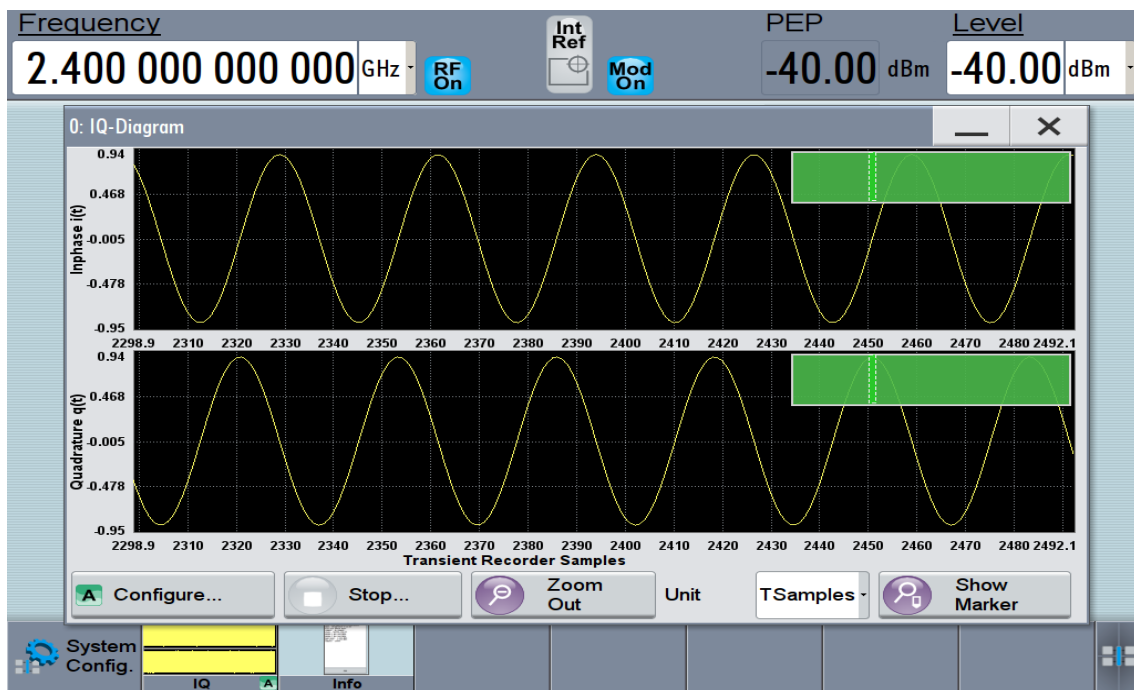 Frequency
Int
Ref
PEP
Level
2.400 000 000 000 GHz
RF
On
Mod
On
-40.00 dBm
-40.00 dBm
0: IQ-Diagram
Inphase i(t)
0.94
0.468
-0.005
-0.478
-0.95
2298.9 2310 2320 2330 2340 2350 2360 2370 2380 2390 2400 2410 2420 2430 2440 2450 2460 2470 2480 2492.1
Quadrature q(t)
0.94
0.468
-0.005
-0.478
-0.95
2298.9 2310 2320 2330 2340 2350 2360 2370 2380 2390 2400 2410 2420 2430 2440 2450 2460 2470 2480 2492.1
Transient Recorder Samples
A Configure...
Stop...
Zoom
Out
Unit
TSamples
Show
Marker
System
Config.
IQ
A
Info